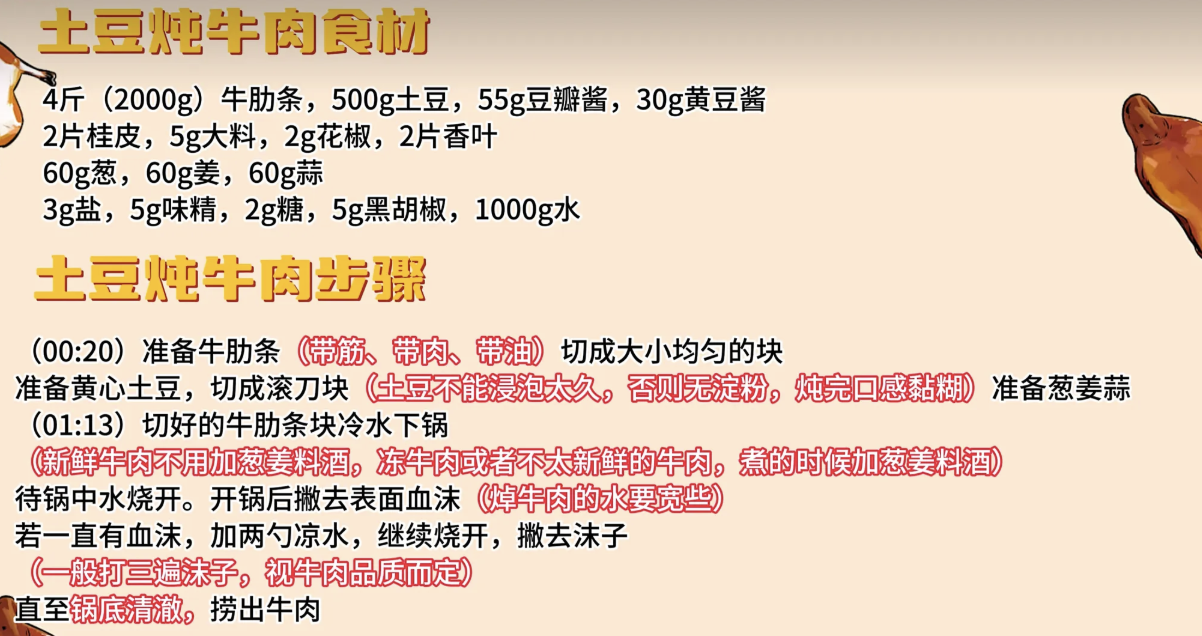 土豆炖牛肉食材
4斤（2000g）牛肋条，500g土豆，55g豆瓣酱，30g黄豆酱
2片桂皮，5g大料，2g花椒，2片香叶
60g葱，60g姜，60g蒜
3g盐，5g味精，2g糖，5g黑胡椒，1000g水
土豆炖牛肉步骤
（00:20）准备牛肋条（带筋、带肉、带油）切成大小均匀的块
准备黄心土豆，切成滚刀块（土豆不能浸泡太久，否则无淀粉，炖完口感黏糊）准备葱姜蒜
（01:13）切好的牛肋条块冷水下锅
（新鲜牛肉不用加葱姜料酒，冻牛肉或者不太新鲜的牛肉，煮的时候加葱姜料酒）
待锅中水烧开。开锅后撇去表面血沫（焯牛肉的水要宽些）
若一直有血沫，加两勺凉水，继续烧开，撇去沫子
（一般打三遍沫子，视牛肉品质而定）
直至锅底清澈，捞出牛肉